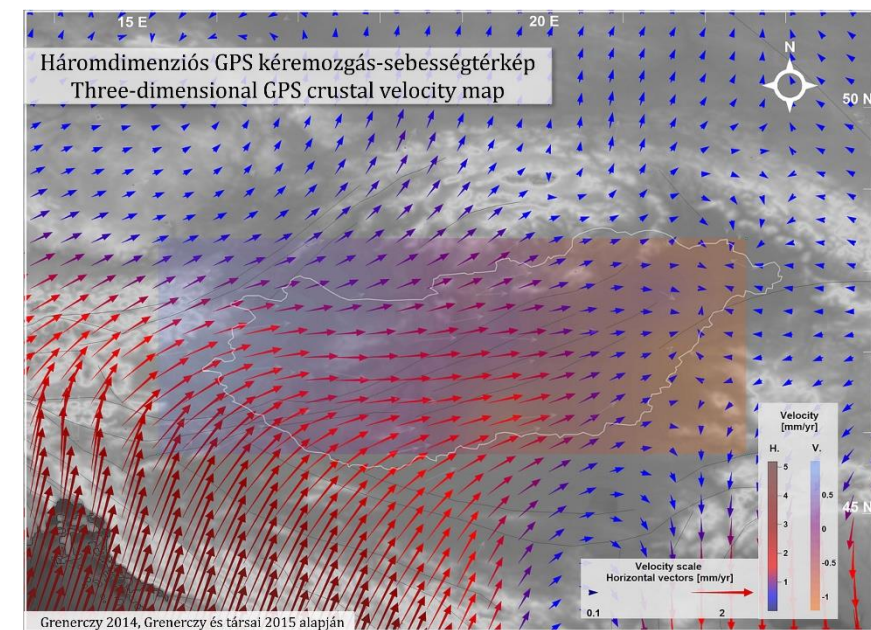 15 E
20 E
Háromdimenziós GPS kéremozgás-sebességtérkép
Three-dimensional GPS crustal velocity map
N
50 N
Velocity
[mm/yr]
H.
V.
5
4
3
2
1
0.5
0
-0.5
-1
45 N
Velocity scale
Horizontal vectors [mm/yr]
0.1
2
Grenerczy 2014, Grenerczy és társai 2015 alapján